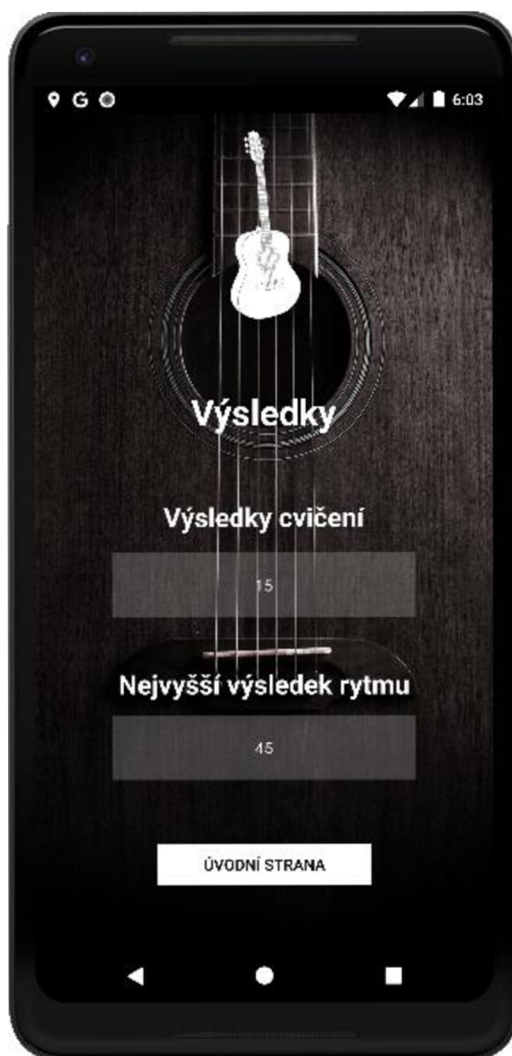 6:03
Výsledky
Výsledky cvičení
15
Nejvyšší výsledek rytmu
45
ÚVODNÍ STRANA